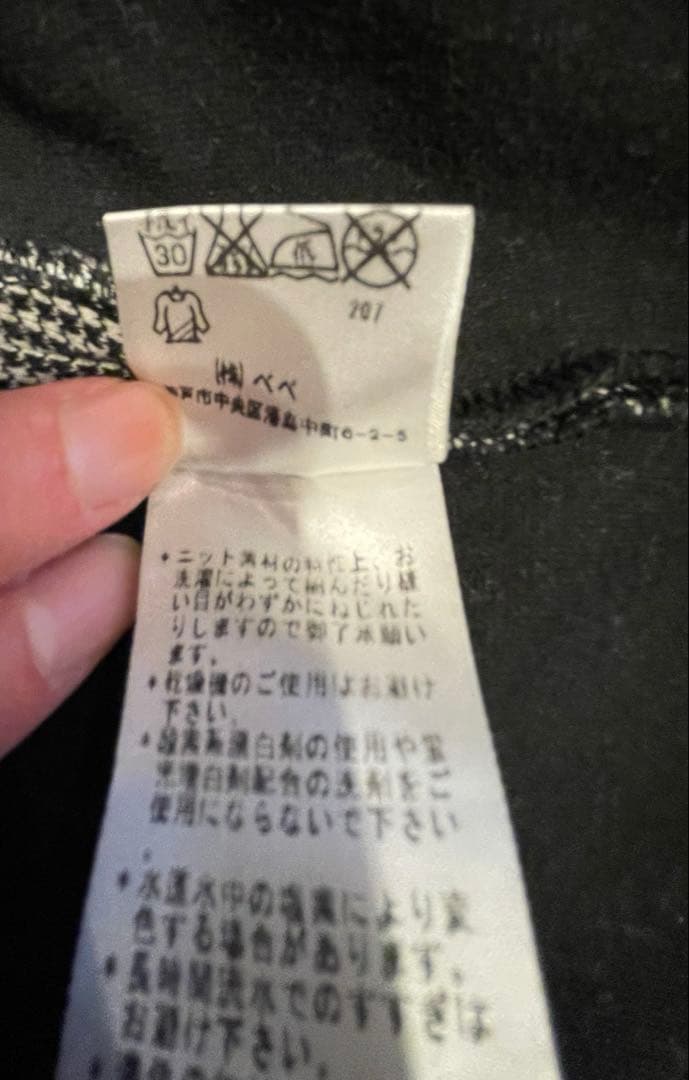 30
207
(株) ベベ
戸市中央区港島中町6-2-5
*ニット素材の特性上、お
洗濯によって縮んだり縫
い目がわずかにねじれた
りしますので御了承願い
ます。
*乾燥機のご使用はお避け
下さい。
*塩素系漂白剤の使用や蛍
光漂白剤配合の洗剤をご
使用にならないで下さい
。
*水道水中の塩素により変
色する場合があります。
*長時間流水でのすすぎは
お避け下さい。